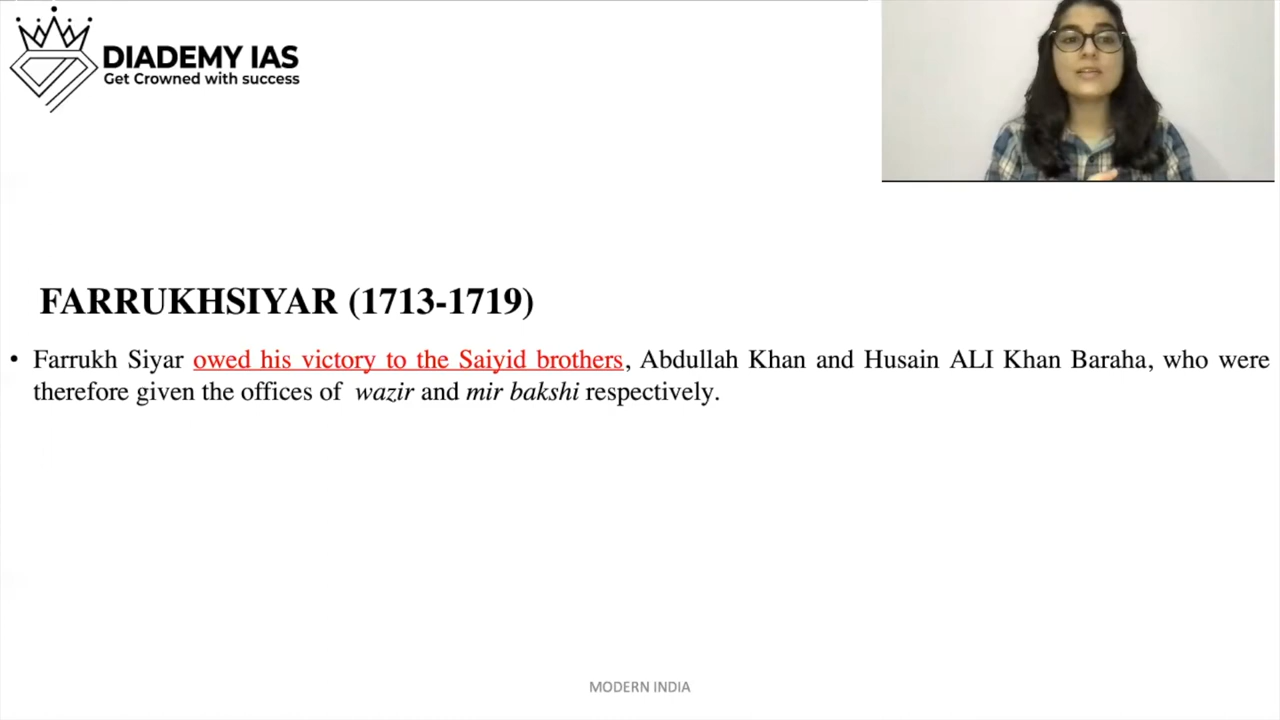 DIADEMY IAS
Get Crowned with success
FARRUKHSIYAR (1713-1719)
• Farrukh Siyar owed his victory to the Saiyid brothers, Abdullah Khan and Husain ALI Khan Baraha, who were
therefore given the offices of wazir and mir bakshi respectively.
MODERN INDIA